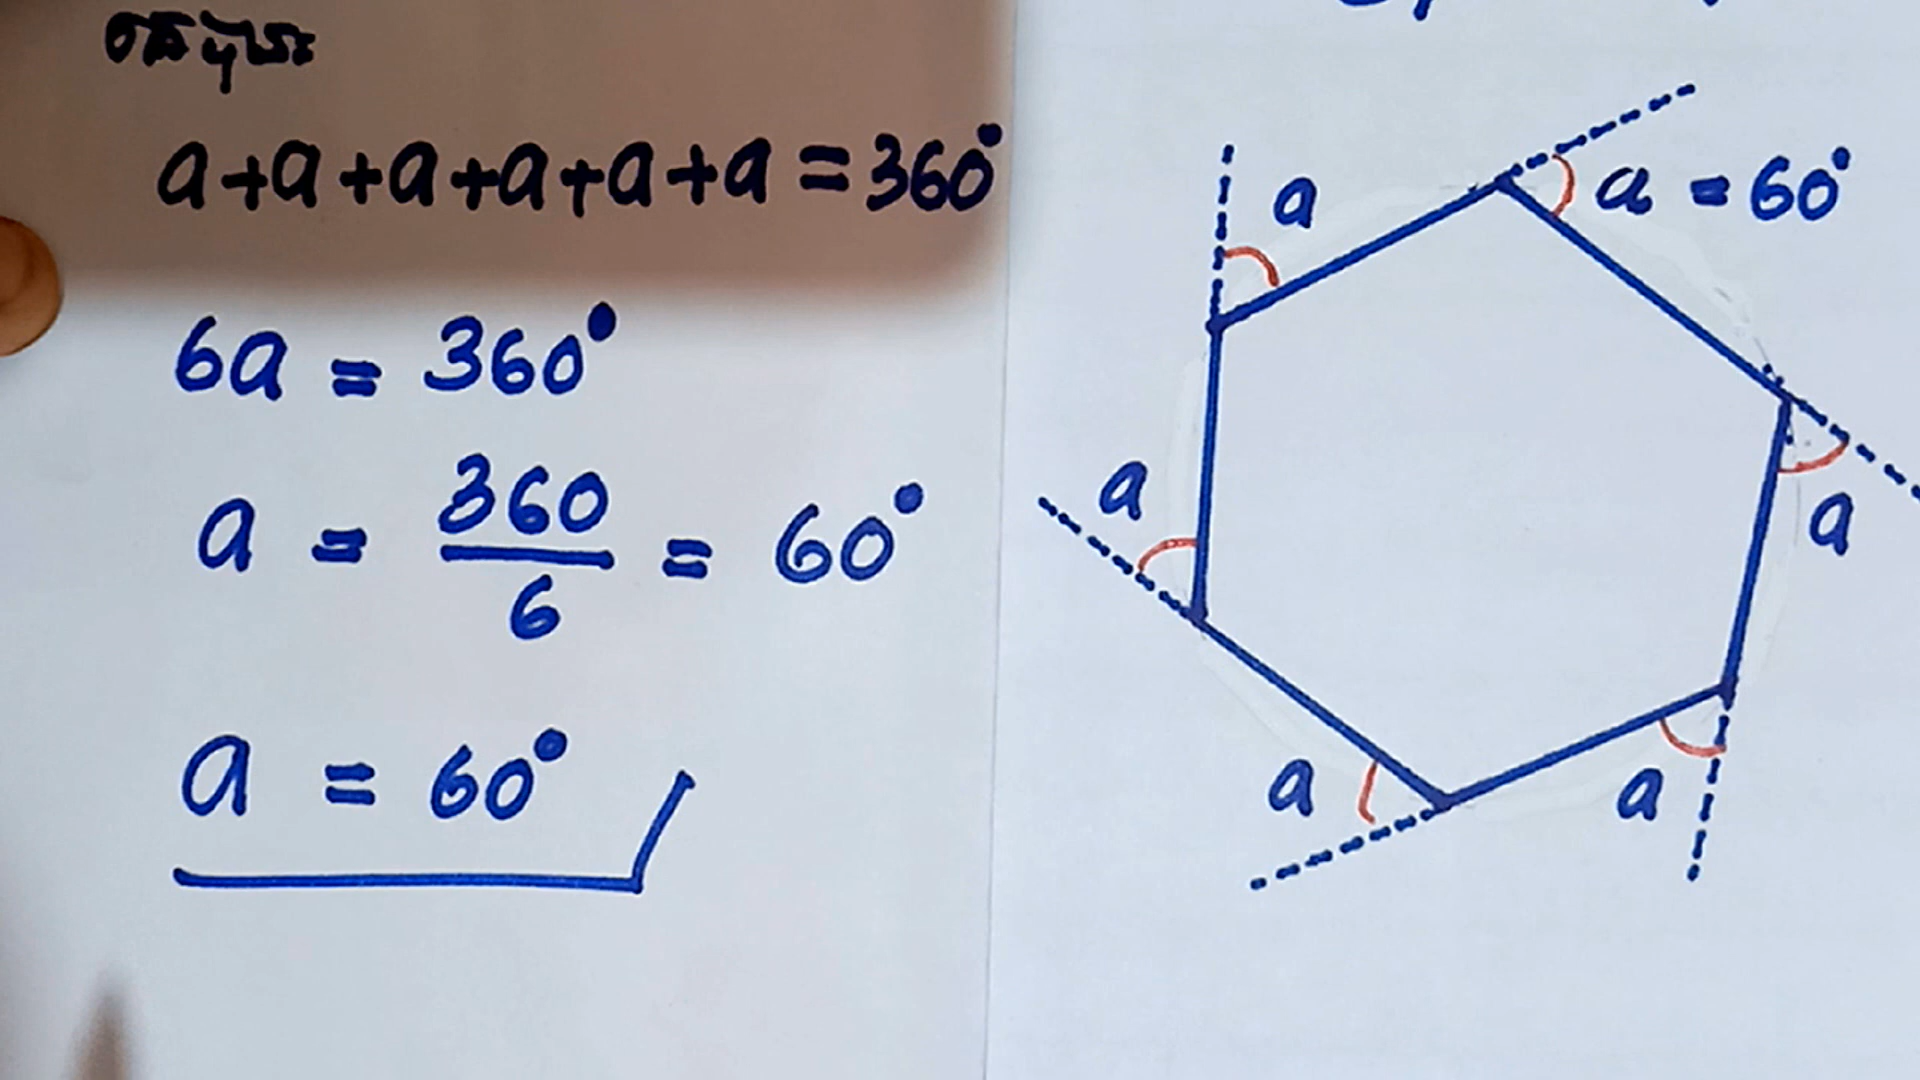 a+a+a+a+a+a=360°
6a = 360°
a = 360/6 = 60°
a = 60°
a
a = 60°
a
a
a
a